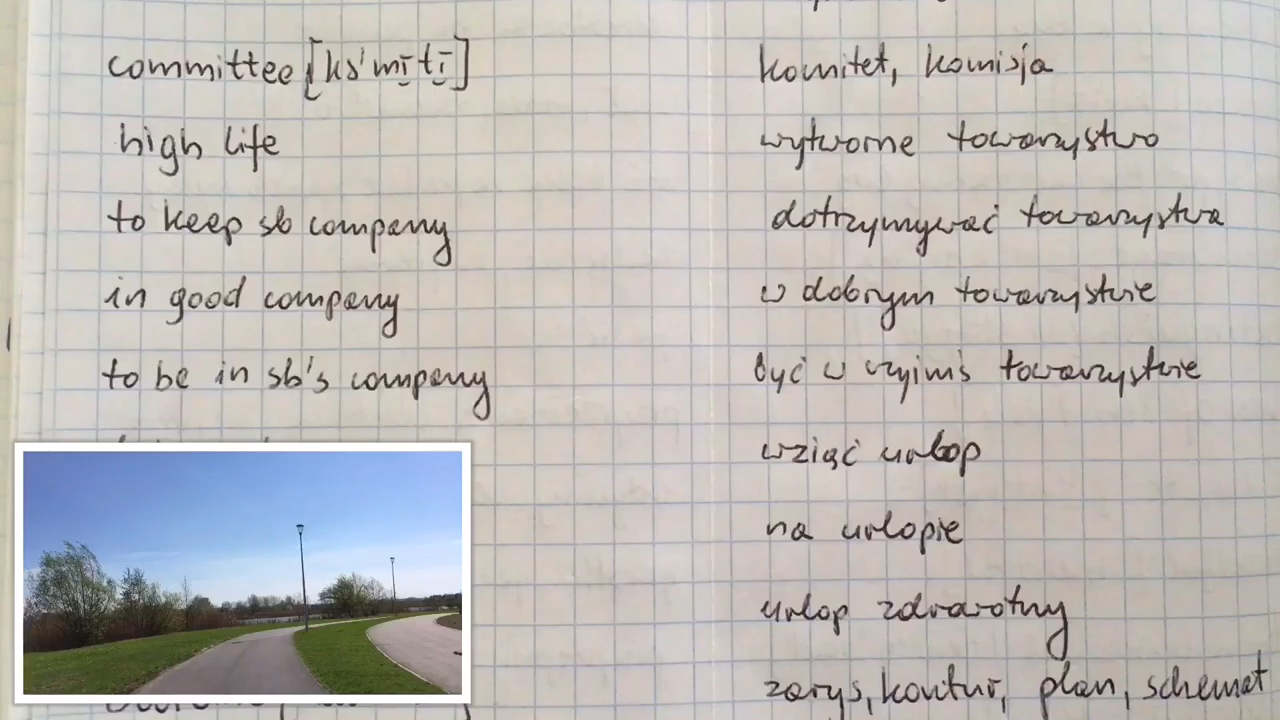 committee [kə'mɪtɪ] komitet, komisja
high life wytworne towarzystwo
to keep sb company dotrzymywać towarzystwa
in good company w dobrym towarzystwie
to be in sb's company być w czyimś towarzystwie
wziąć urlop
na urlopie
urlop zdrowotny
zarys, kontur, plan, schemat